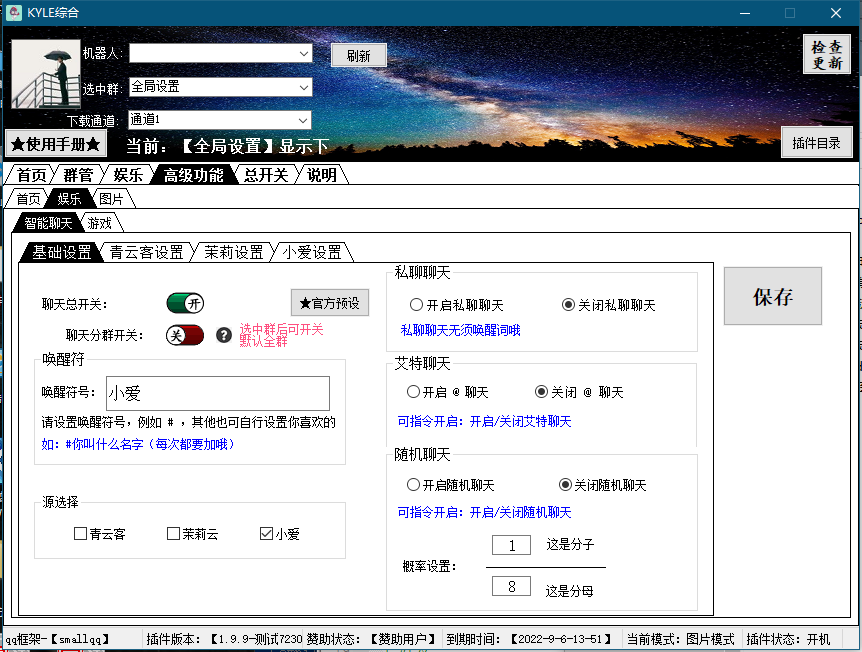 KYLE综合
机器人:
刷新
检查更新
选中群:
全局设置
下载通道:
通道1
★使用手册★
当前: 【全局设置】显示下
插件目录
首页 群管 娱乐 高级功能 总开关 说明
首页 娱乐 图片
智能聊天 游戏
基础设置 青云客设置 茉莉设置 小爱设置
聊天总开关:
开
★官方预设
聊天分群开关:
关
?
选中群后可开关
默认全群
唤醒符
唤醒符号:
小爱
请设置唤醒符号，例如 # ，其他也可自行设置你喜欢的
如: #你叫什么名字（每次都要加哦）
源选择
青云客
茉莉云
小爱
私聊聊天
开启私聊聊天
关闭私聊聊天
私聊聊天无须唤醒词哦
艾特聊天
开启 @ 聊天
关闭 @ 聊天
可指令开启: 开启/关闭艾特聊天
随机聊天
开启随机聊天
关闭随机聊天
可指令开启: 开启/关闭随机聊天
概率设置:
1
这是分子
8
这是分母
保存
qq框架-【smallqq】
插件版本: 【1.9.9-测试7230
赞助状态: 【赞助用户】
到期时间: 【2022-9-6-13-51】
当前模式: 图片模式
插件状态: 开机